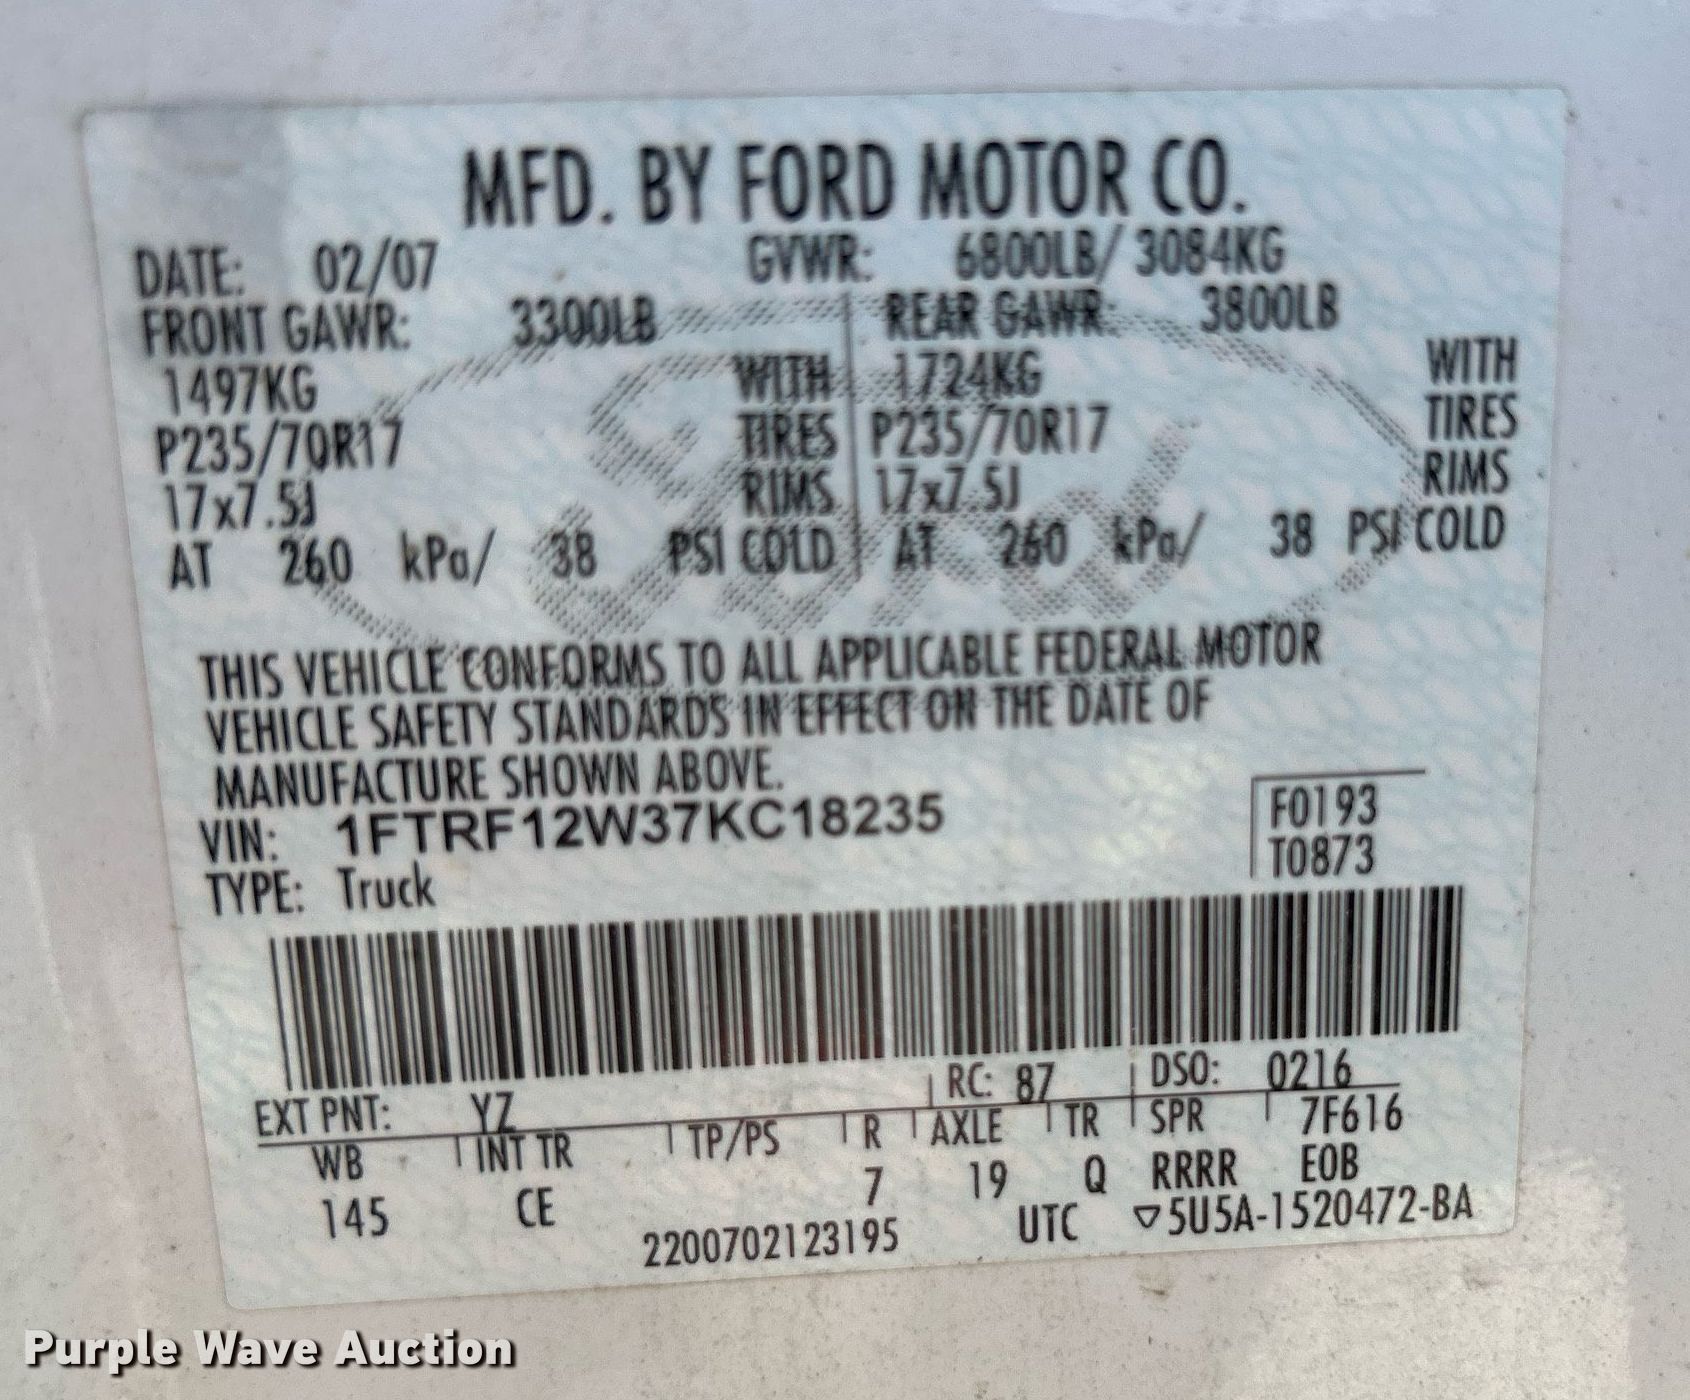 MFD. BY FORD MOTOR CO.
DATE: 02/07 GVWR: 6800LB/ 3084KG
FRONT GAWR: 3300LB REAR GAWR: 3800LB
1497KG WITH 1724KG WITH
P235/70R17 TIRES P235/70R17 TIRES
17x7.5J RIMS 17x7.5J RIMS
AT 260 kPa/ 38 PSI COLD AT 260 kPa/ 38 PSI COLD
Ford
THIS VEHICLE CONFORMS TO ALL APPLICABLE FEDERAL MOTOR
VEHICLE SAFETY STANDARDS IN EFFECT ON THE DATE OF
MANUFACTURE SHOWN ABOVE.
VIN: 1FTRF12W37KC18235 F0193
TYPE: Truck T0873
EXT PNT: YZ RC: 87 DSO: 0216
WB INT TR TP/PS R AXLE TR SPR 7F616
145 CE 7 19 Q RRRR E0B
2200702123195 UTC ▽5U5A-1520472-BA
Purple Wave Auction